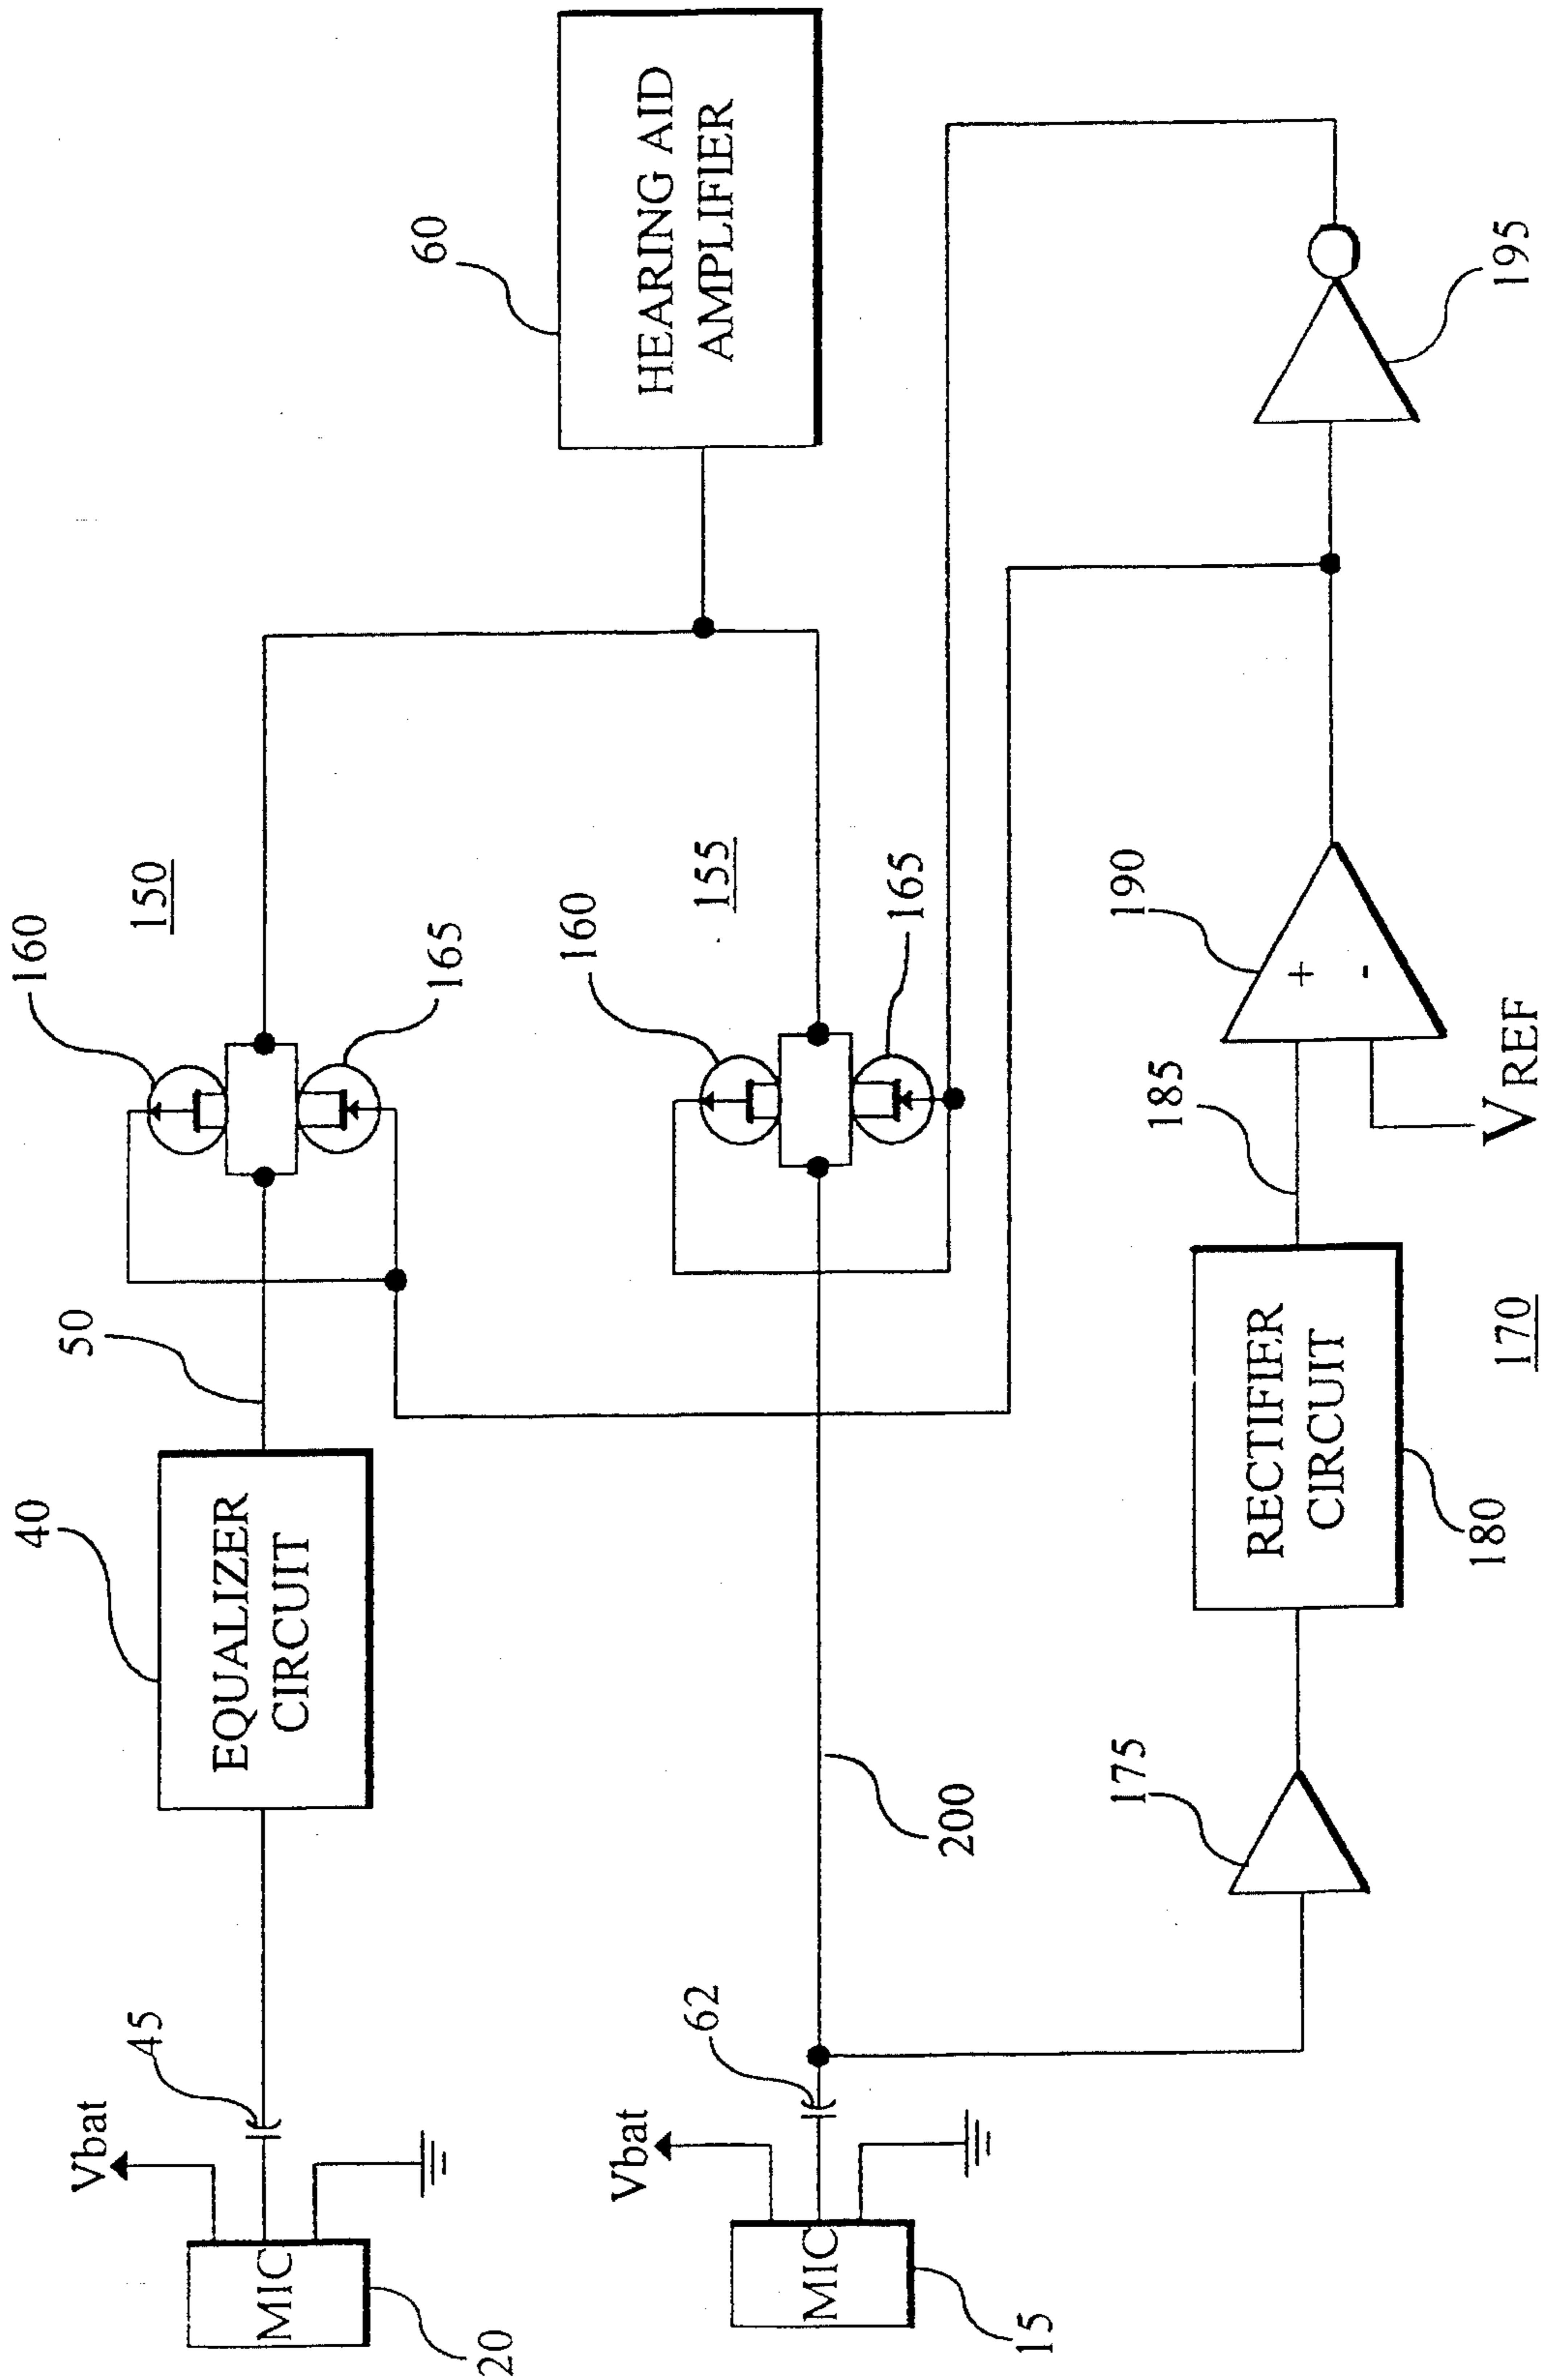 Vbat
MIC
20
45
EQUALIZER
CIRCUIT
40
50
160
150
165
HEARING AID
AMPLIFIER
60
Vbat
MIC
15
62
200
160
155
165
175
RECTIFIER
CIRCUIT
180
185
170
+
-
VREF
190
195